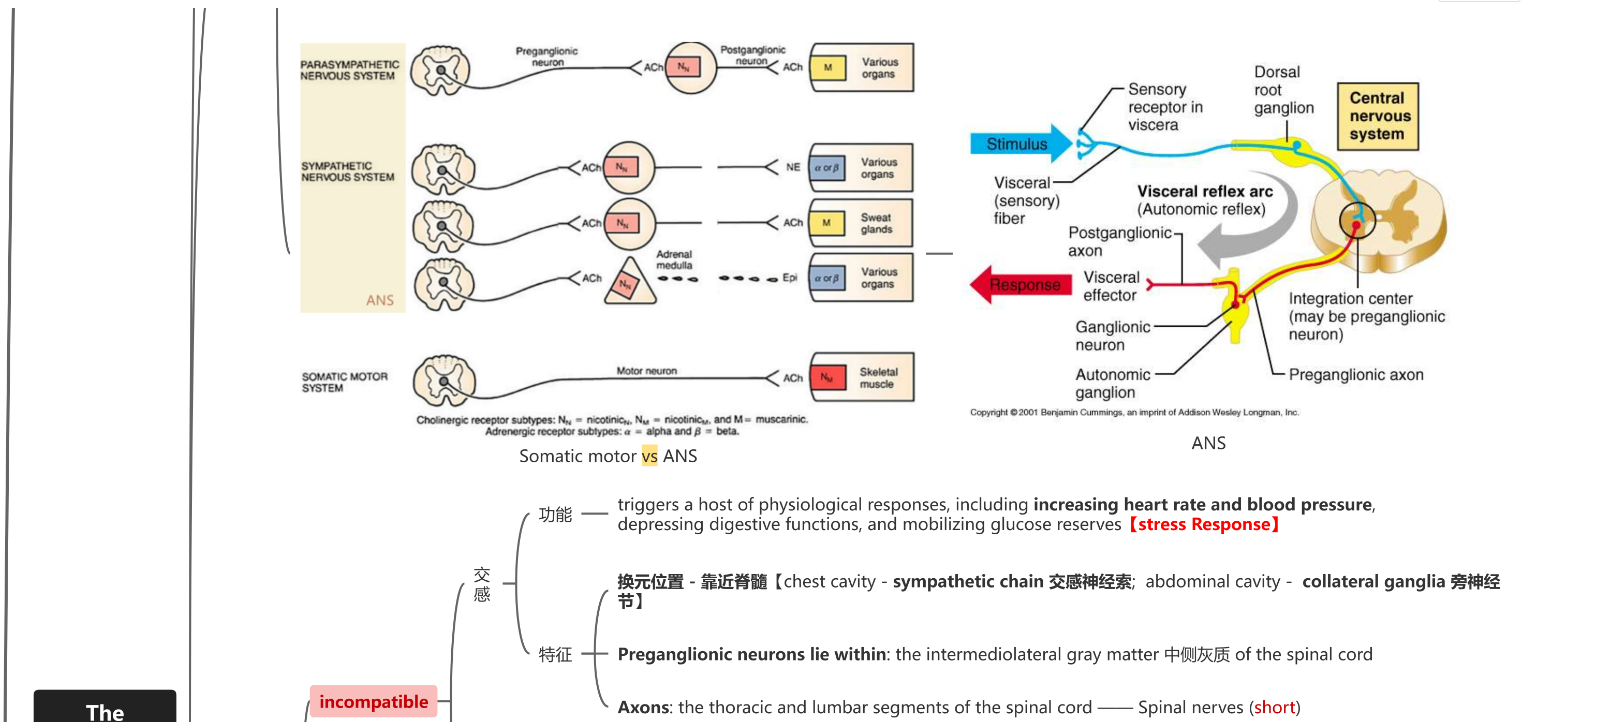 PARASYMPATHETIC
NERVOUS SYSTEM
Preganglionic
neuron
ACh
N_N
Postganglionic
neuron
ACh
M
Various
organs
SYMPATHETIC
NERVOUS SYSTEM
ACh
N_N
NE
α or β
Various
organs
ACh
N_N
ACh
M
Sweat
glands
ACh
N_N
Adrenal
medulla
Epi
α or β
Various
organs
ANS
SOMATIC MOTOR
SYSTEM
Motor neuron
ACh
N_M
Skeletal
muscle
Cholinergic receptor subtypes: N_N = nicotinic_N, N_M = nicotinic_M, and M= muscarinic.
Adrenergic receptor subtypes: α = alpha and β = beta.
Somatic motor vs ANS
Stimulus
Sensory
receptor in
viscera
Dorsal
root
ganglion
Central
nervous
system
Visceral
(sensory)
fiber
Visceral reflex arc
(Autonomic reflex)
Postganglionic
axon
Response
Visceral
effector
Ganglionic
neuron
Autonomic
ganglion
Integration center
(may be preganglionic
neuron)
Preganglionic axon
Copyright © 2001 Benjamin Cummings, an imprint of Addison Wesley Longman, Inc.
ANS
交
感
功能
triggers a host of physiological responses, including increasing heart rate and blood pressure,
depressing digestive functions, and mobilizing glucose reserves【stress Response】
特征
换元位置 - 靠近脊髓【chest cavity - sympathetic chain 交感神经索; abdominal cavity - collateral ganglia 旁神经
节】
Preganglionic neurons lie within: the intermediolateral gray matter 中侧灰质 of the spinal cord
Axons: the thoracic and lumbar segments of the spinal cord —— Spinal nerves (short)
incompatible
The